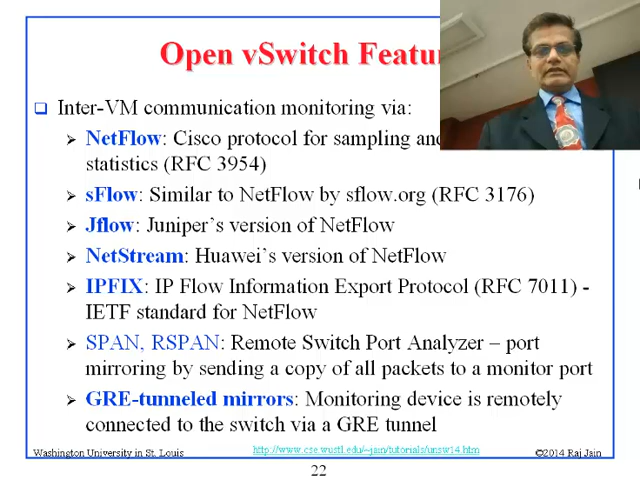 Open vSwitch Featu
Inter-VM communication monitoring via:
NetFlow: Cisco protocol for sampling and
statistics (RFC 3954)
sFlow: Similar to NetFlow by sflow.org (RFC 3176)
Jflow: Juniper's version of NetFlow
NetStream: Huawei's version of NetFlow
IPFIX: IP Flow Information Export Protocol (RFC 7011) -
IETF standard for NetFlow
SPAN, RSPAN: Remote Switch Port Analyzer – port
mirroring by sending a copy of all packets to a monitor port
GRE-tunneled mirrors: Monitoring device is remotely
connected to the switch via a GRE tunnel
Washington University in St. Louis http://www.cse.wustl.edu/~jain/tutorials/unsw14.htm ©2014 Raj Jain
22